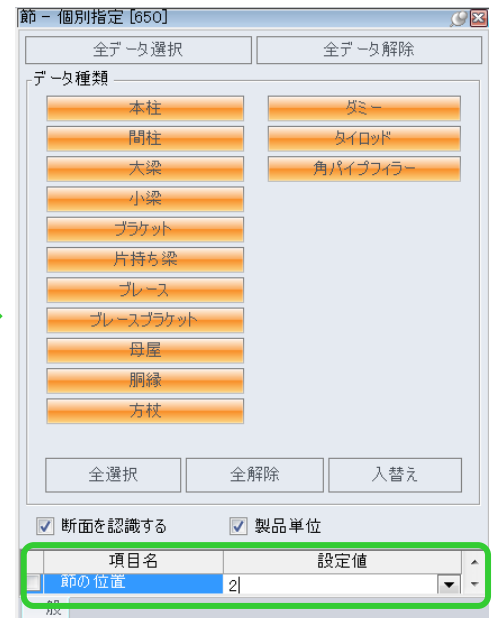 節 - 個別指定 [650]
全データ選択 全データ解除
データ種類
本柱 ダミー
間柱 タイロッド
大梁 角パイプフィラー
小梁
ブラケット
片持ち梁
ブレース
ブレースブラケット
母屋
胴縁
方杖
全選択 全解除 入替え
断面を認識する 製品単位
項目名 設定値
節の位置 2
般